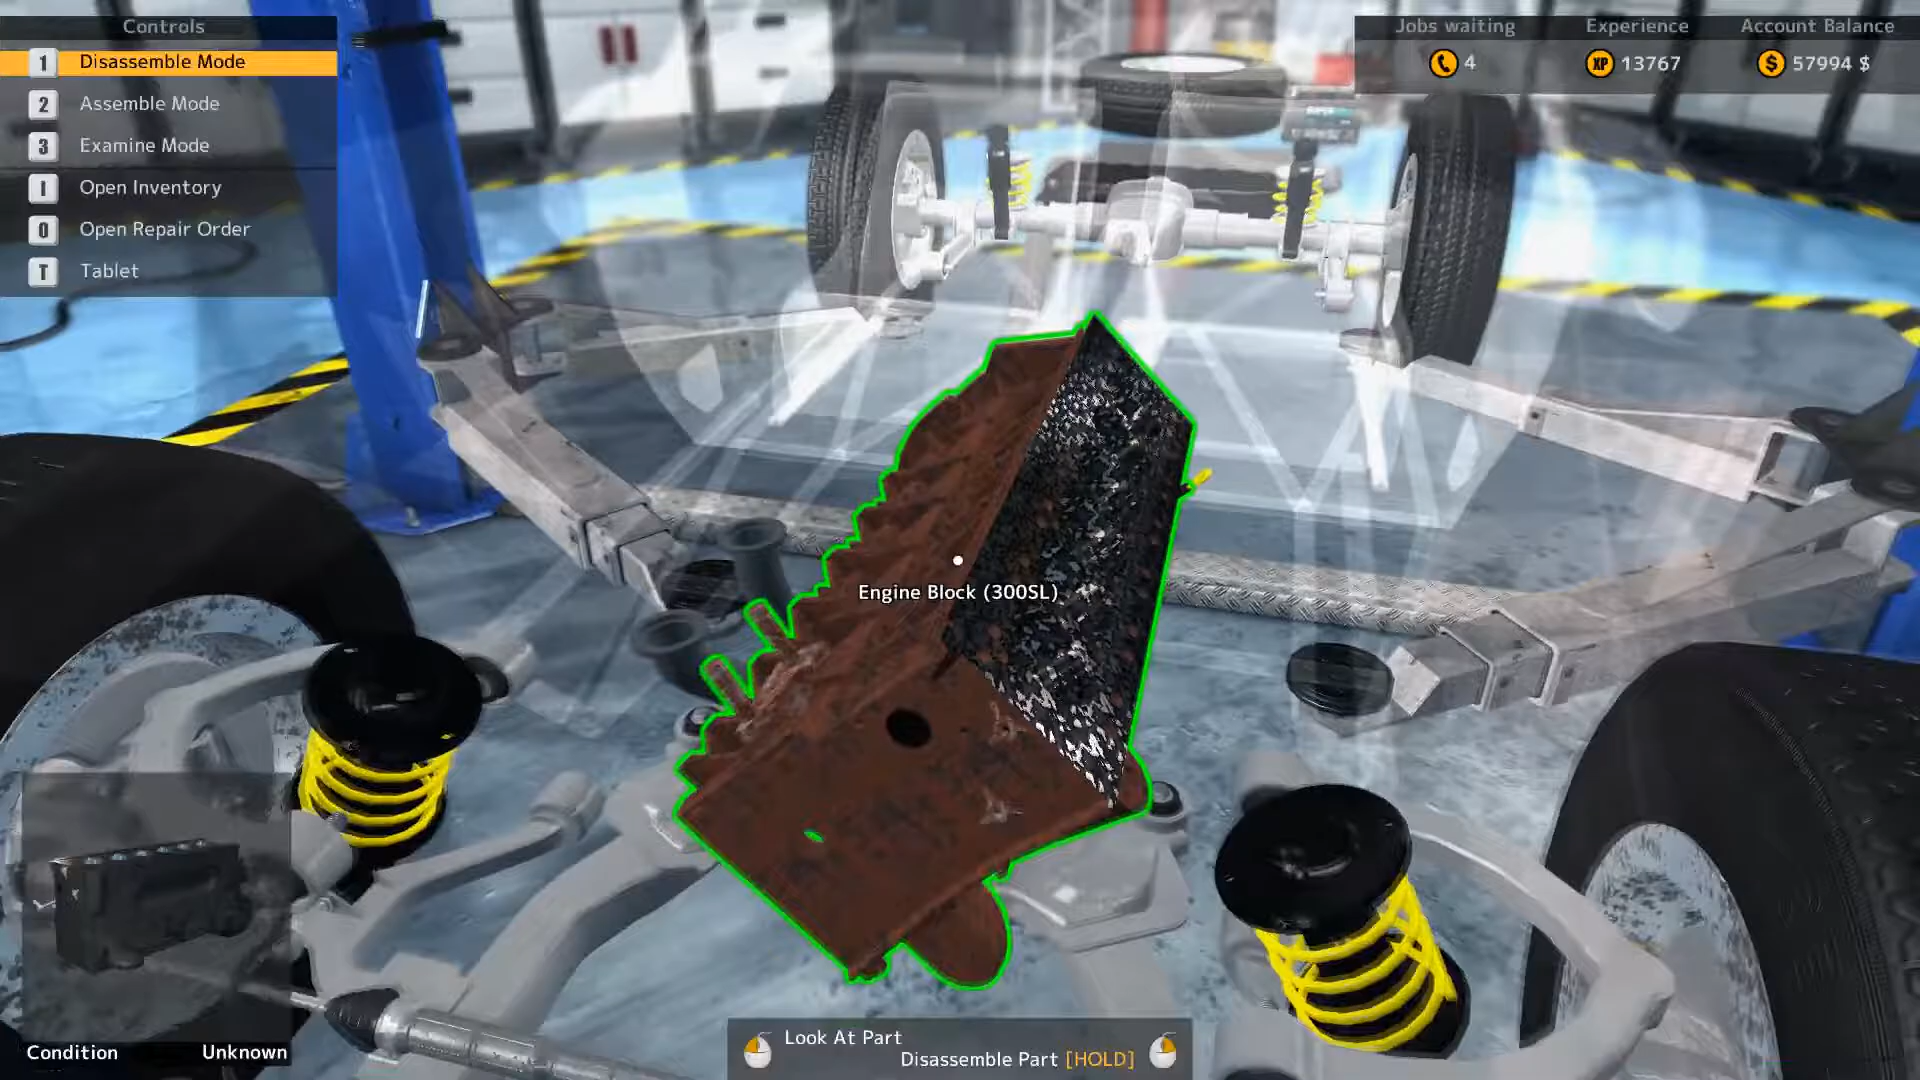 Controls
1 Disassemble Mode
2 Assemble Mode
3 Examine Mode
I Open Inventory
O Open Repair Order
T Tablet
Jobs waiting Experience Account Balance
4 XP 13767 $ 57994 $
Engine Block (300SL)
Condition Unknown
Look At Part
Disassemble Part [HOLD]